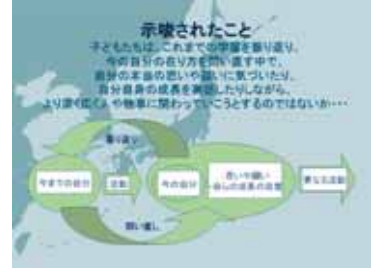 示唆されたこと
子どもたちは、これまでの学習を振り返り、
今の自分の在り方を問い直す中で、
自分の本当の思いや願いに気づいたり、
自分自身の成長を実感したりしながら、
より深く広く人や物事に関わっていこうとするのではないか・・・
振り返り
今までの自分
活動
今の自分
思いや願い
自らの成長の自覚
更なる活動
問い直し